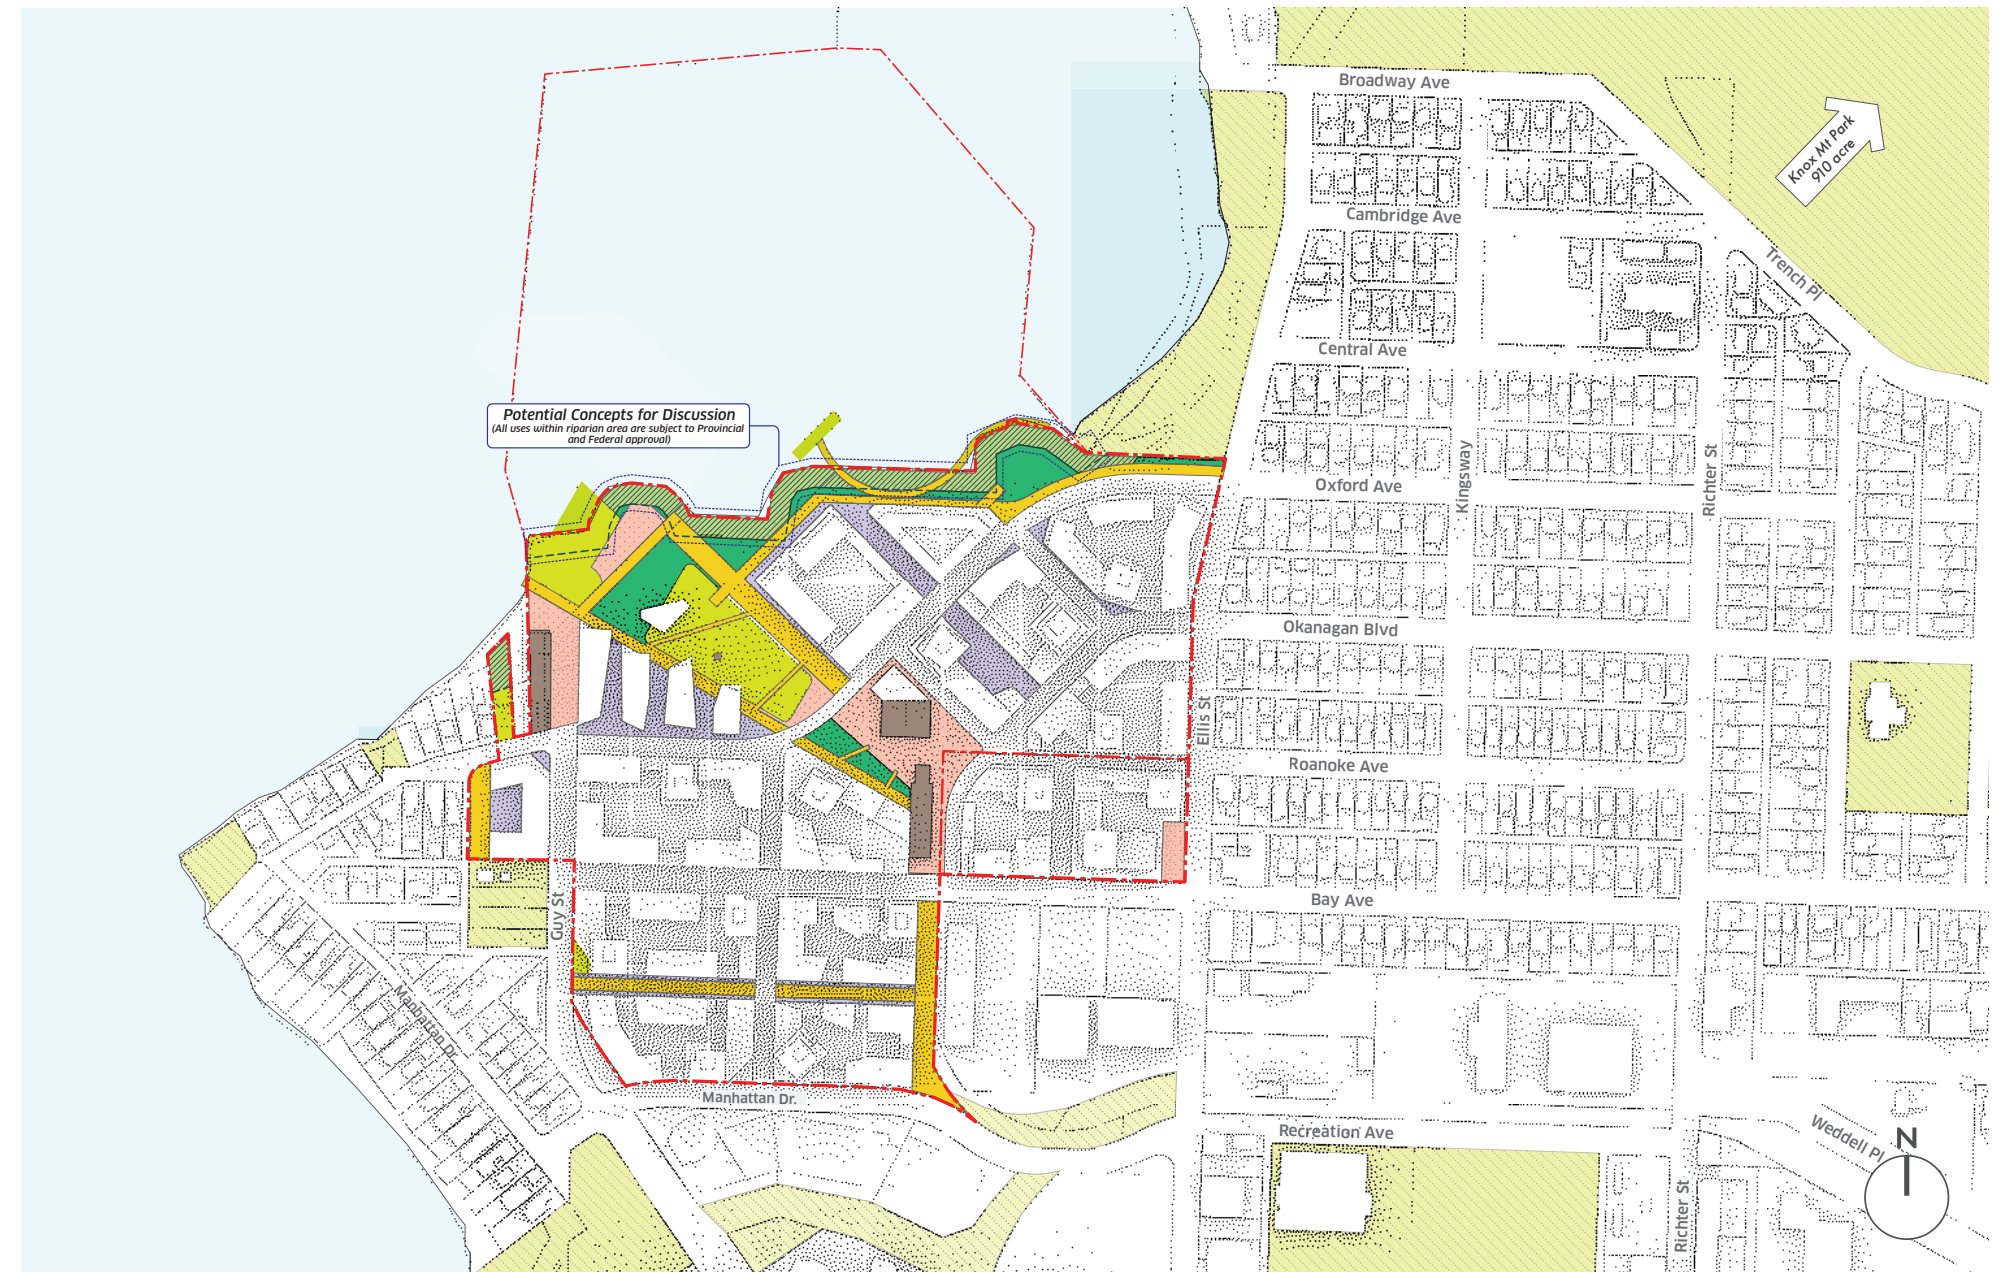 Broadway Ave
Knox Mt Park
910 acre
Cambridge Ave
Trench Pl
Central Ave
Potential Concepts for Discussion
(All uses within riparian area are subject to Provincial
and Federal approval)
Kingsway
Richter St
Oxford Ave
Okanagan Blvd
Ellis St
Roanoke Ave
Guy St
Bay Ave
Manhattan Dr.
Manhattan Dr.
Recreation Ave
Weddell Pl
N
Richter St